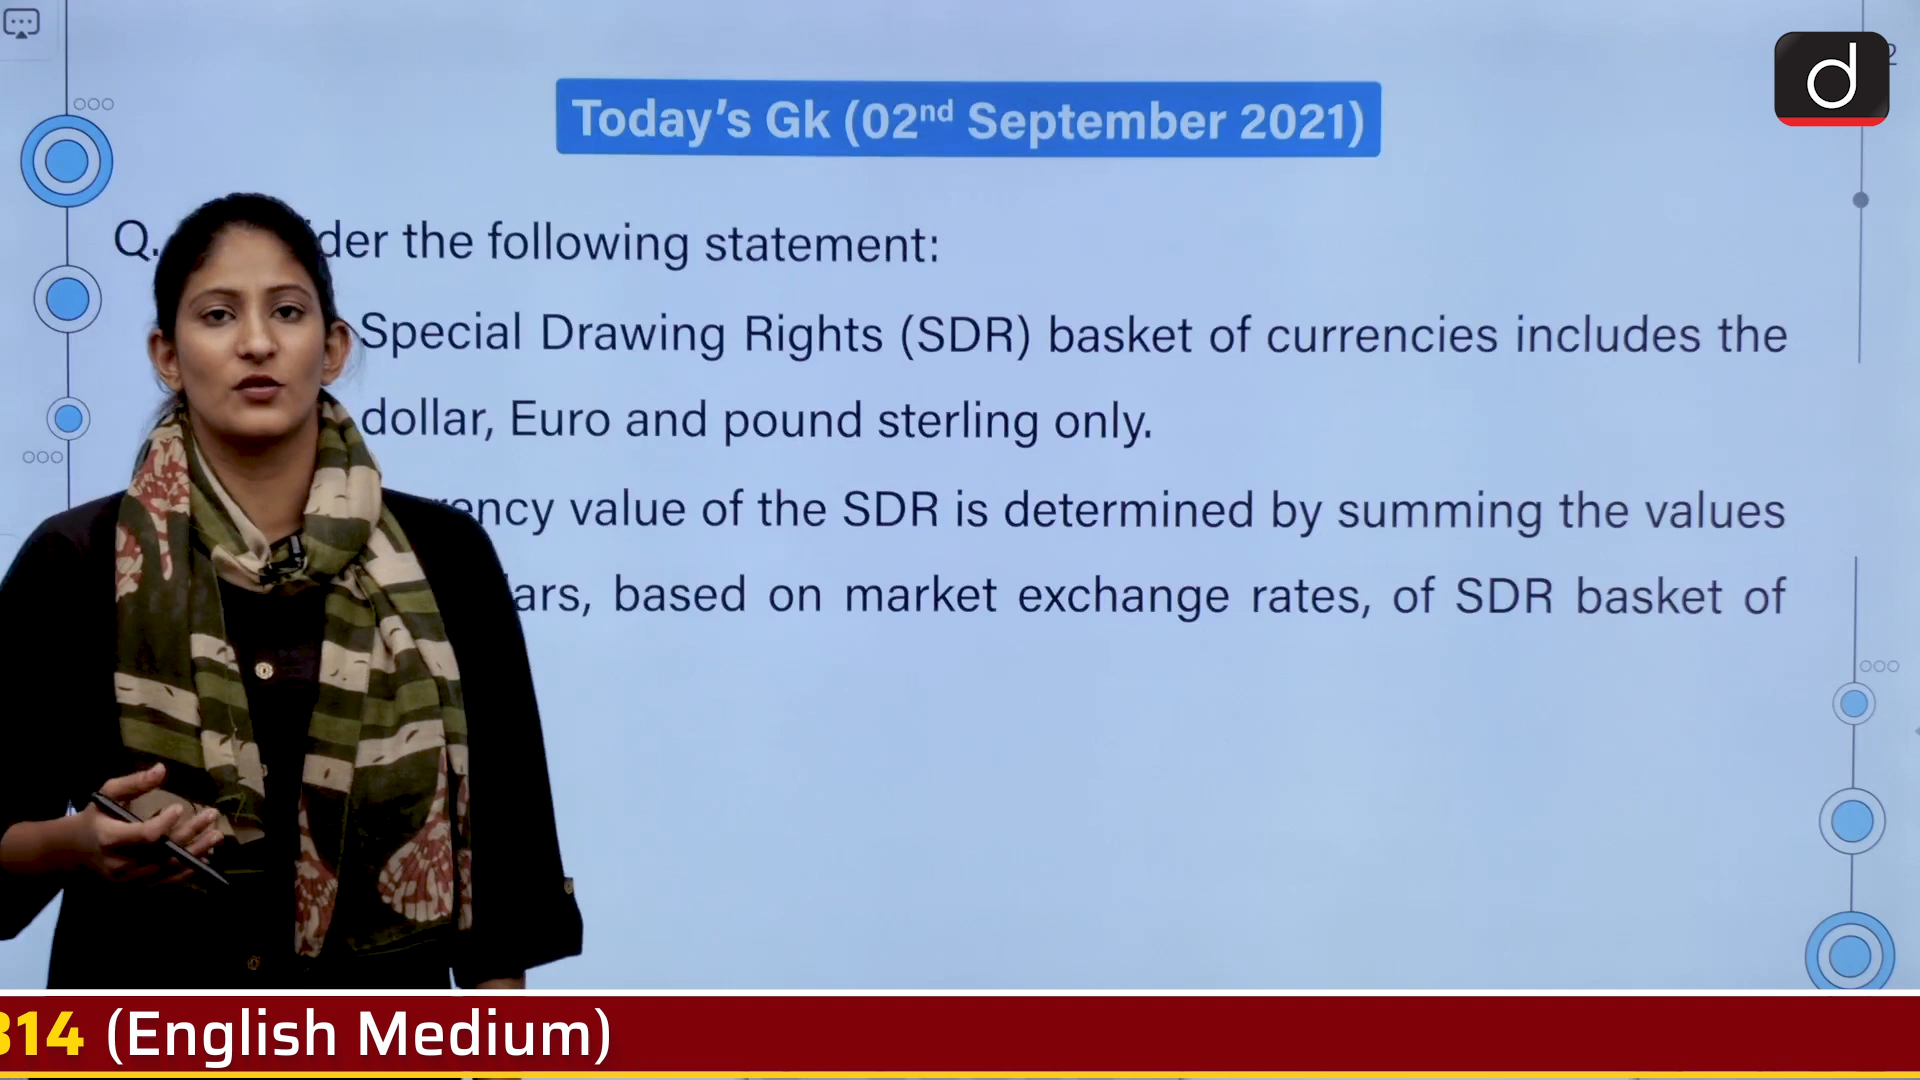 Today's Gk (02nd September 2021)
Q. der the following statement:
Special Drawing Rights (SDR) basket of currencies includes the
dollar, Euro and pound sterling only.
ency value of the SDR is determined by summing the values
ars, based on market exchange rates, of SDR basket of
314 (English Medium)